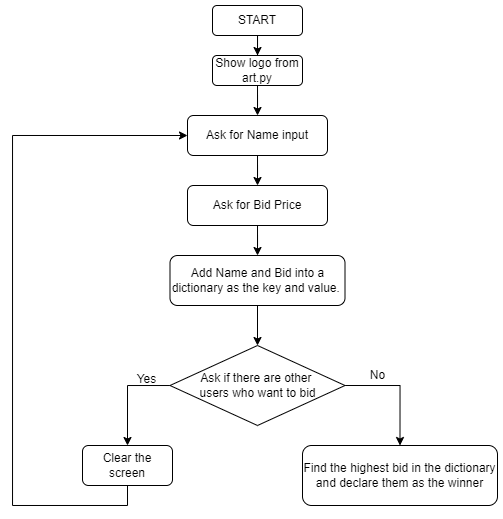 START
Show logo from
art.py
Ask for Name input
Ask for Bid Price
Add Name and Bid into a
dictionary as the key and value.
Ask if there are other
users who want to bid
Yes
No
Clear the
screen
Find the highest bid in the dictionary
and declare them as the winner